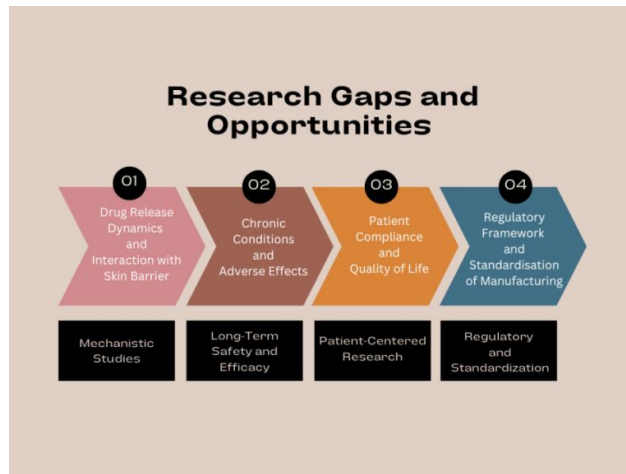 Research Gaps and
Opportunities
01
Drug Release
Dynamics
and
Interaction with
Skin Barrier
02
Chronic
Conditions
and
Adverse Effects
03
Patient
Compliance
and
Quality of Life
04
Regulatory
Framework
and
Standardisation
of Manufacturing
Mechanistic
Studies
Long-Term
Safety and
Efficacy
Patient-Centered
Research
Regulatory
and
Standardization